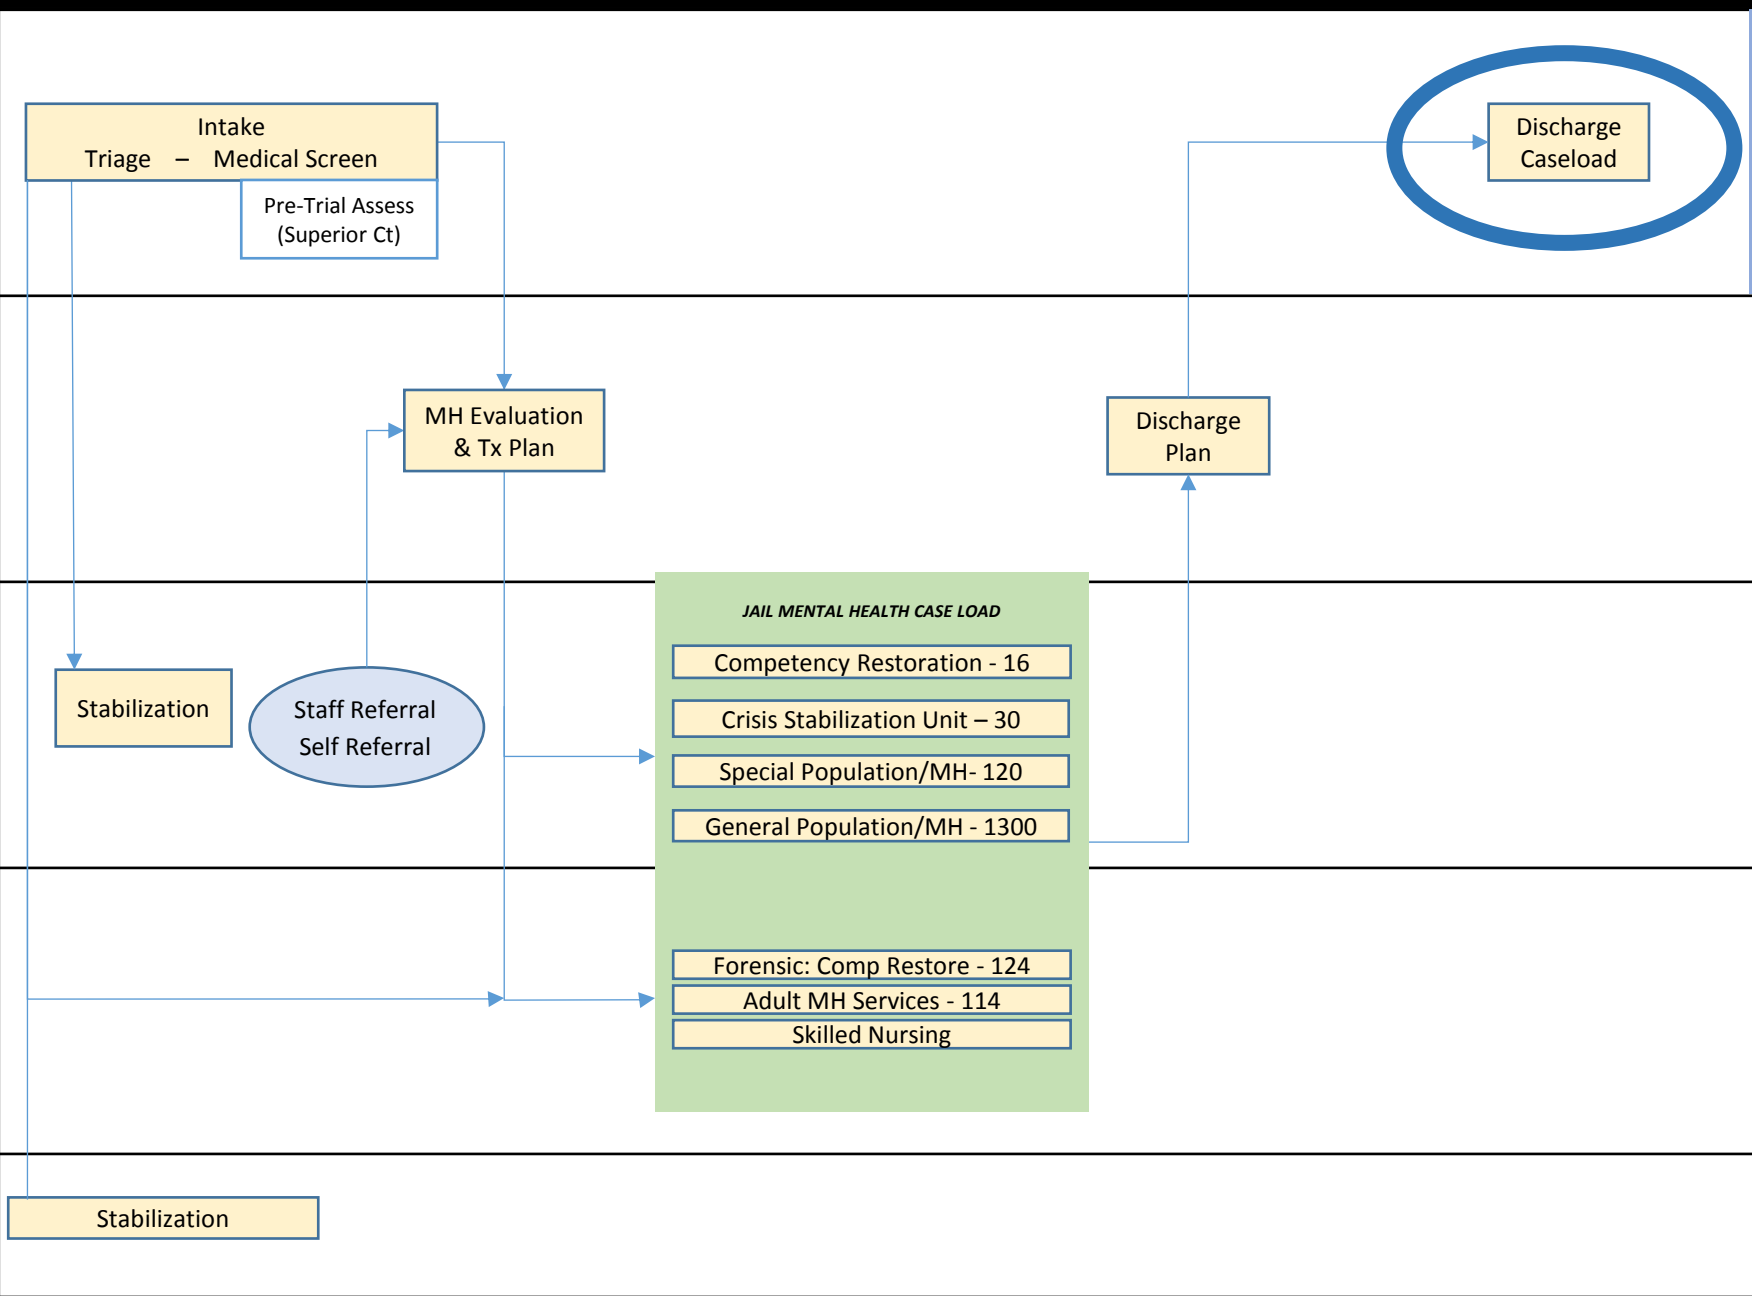 Intake
Triage – Medical Screen
Pre-Trial Assess
(Superior Ct)
Discharge
Caseload
MH Evaluation
& Tx Plan
Discharge
Plan
JAIL MENTAL HEALTH CASE LOAD
Competency Restoration - 16
Crisis Stabilization Unit – 30
Special Population/MH- 120
General Population/MH - 1300
Stabilization
Staff Referral
Self Referral
Forensic: Comp Restore - 124
Adult MH Services - 114
Skilled Nursing
Stabilization